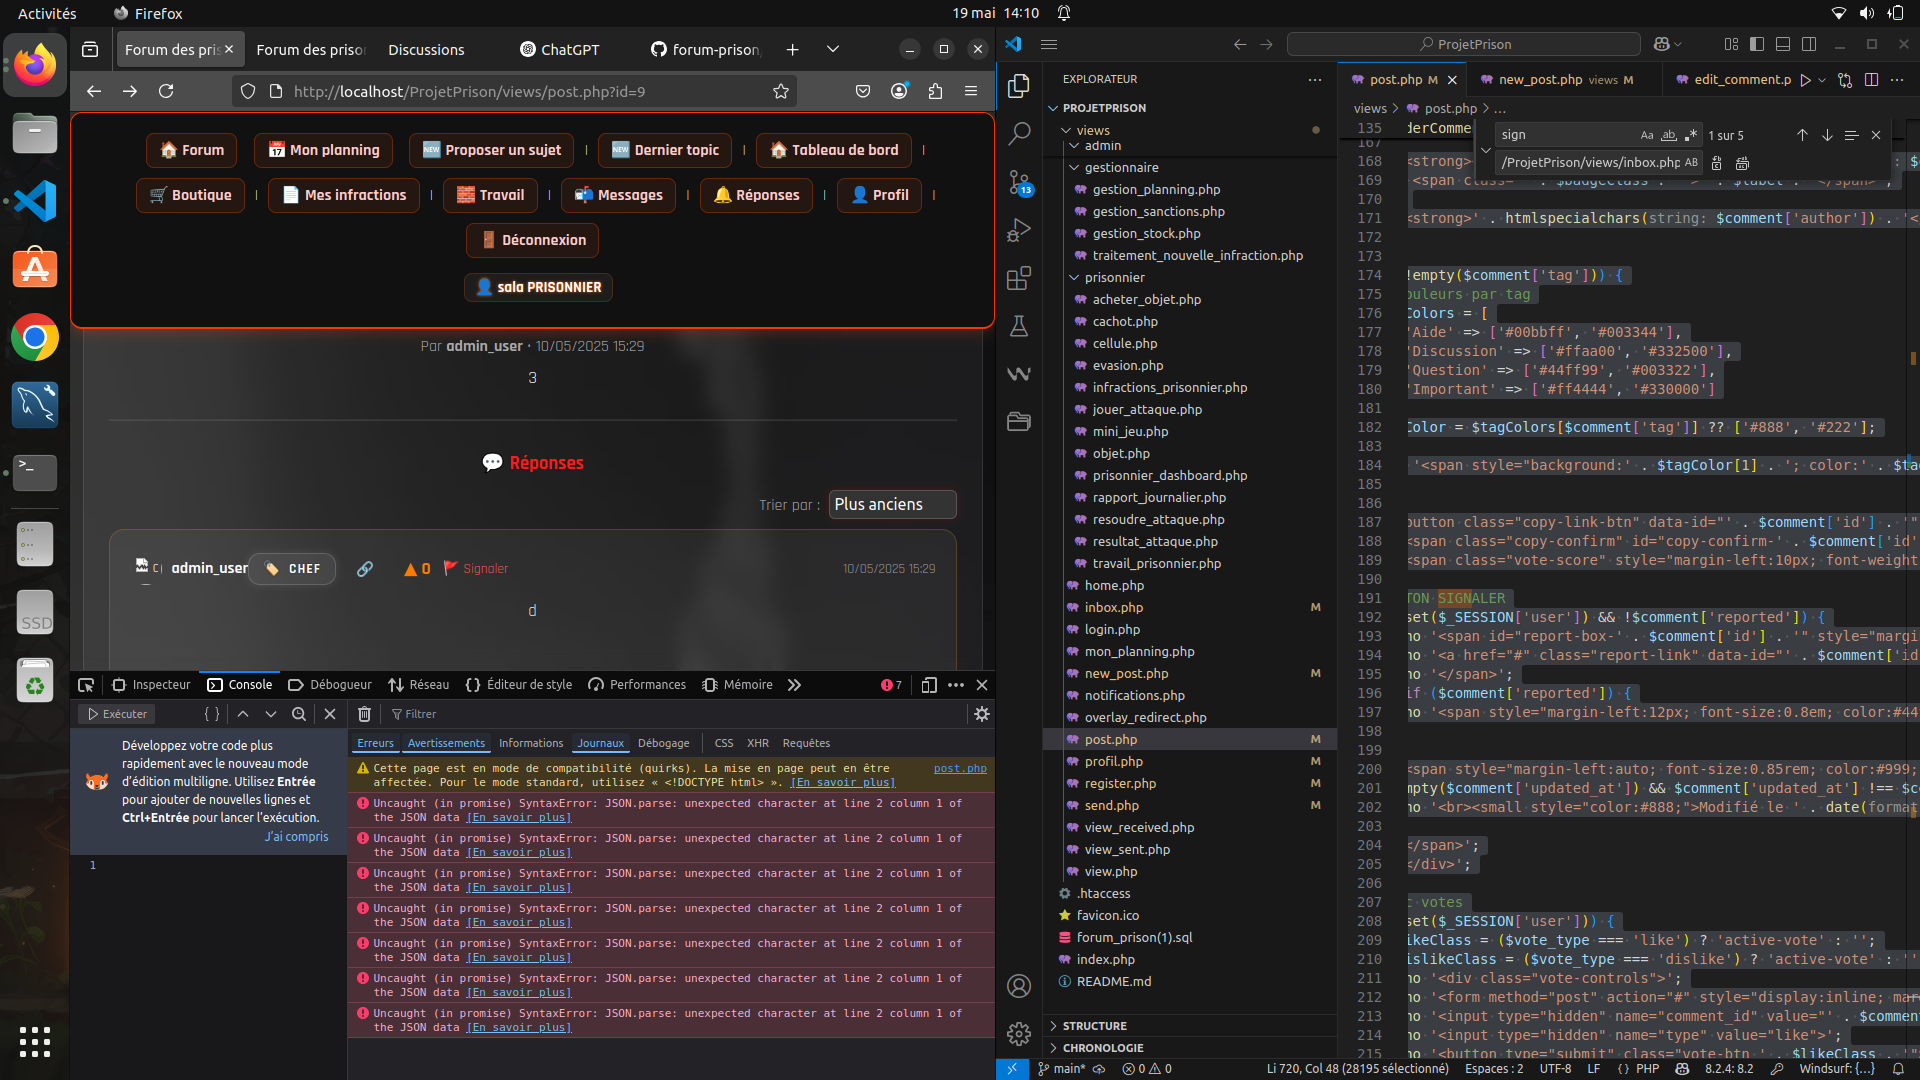 Activités
Firefox
19 mai 14:10
Forum des pris
Forum des prisor
Discussions
ChatGPT
forum-prison,
http://localhost/ProjetPrison/views/post.php?id=9
🏠 Forum
📅 Mon planning
🆕 Proposer un sujet
|
🆕 Dernier topic
|
🏠 Tableau de bord
|
🛒 Boutique
|
📄 Mes infractions
|
🧱 Travail
|
📬 Messages
|
🔔 Réponses
|
👤 Profil
|
🚪 Déconnexion
👤 sala PRISONNIER
Par admin_user · 10/05/2025 15:29
3
💬 Réponses
Trier par :
Plus anciens
admin_user
🏷️ CHEF
🔗
▲ 0
🚩 Signaler
10/05/2025 15:29
d
Inspecteur
Console
Débogueur
Réseau
Éditeur de style
Performances
Mémoire
7
Exécuter
Filtrer
Développez votre code plus
rapidement avec le nouveau mode
d'édition multiligne. Utilisez Entrée
pour ajouter de nouvelles lignes et
Ctrl+Entrée pour lancer l'exécution.
J'ai compris
1
Erreurs
Avertissements
Informations
Journaux
Débogage
CSS
XHR
Requêtes
Cette page est en mode de compatibilité (quirks). La mise en page peut en être
post.php
affectée. Pour le mode standard, utilisez « <!DOCTYPE html> ». [En savoir plus]
Uncaught (in promise) SyntaxError: JSON.parse: unexpected character at line 2 column 1 of
the JSON data [En savoir plus]
Uncaught (in promise) SyntaxError: JSON.parse: unexpected character at line 2 column 1 of
the JSON data [En savoir plus]
Uncaught (in promise) SyntaxError: JSON.parse: unexpected character at line 2 column 1 of
the JSON data [En savoir plus]
Uncaught (in promise) SyntaxError: JSON.parse: unexpected character at line 2 column 1 of
the JSON data [En savoir plus]
Uncaught (in promise) SyntaxError: JSON.parse: unexpected character at line 2 column 1 of
the JSON data [En savoir plus]
Uncaught (in promise) SyntaxError: JSON.parse: unexpected character at line 2 column 1 of
the JSON data [En savoir plus]
Uncaught (in promise) SyntaxError: JSON.parse: unexpected character at line 2 column 1 of
the JSON data [En savoir plus]
SSD
ProjetPrison
13
EXPLORATEUR
PROJETPRISON
views
admin
gestionnaire
gestion_planning.php
gestion_sanctions.php
gestion_stock.php
traitement_nouvelle_infraction.php
prisonnier
acheter_objet.php
cachot.php
cellule.php
evasion.php
infractions_prisonnier.php
jouer_attaque.php
mini_jeu.php
objet.php
prisonnier_dashboard.php
rapport_journalier.php
resoudre_attaque.php
resultat_attaque.php
travail_prisonnier.php
home.php
inbox.php M
login.php
mon_planning.php
new_post.php M
notifications.php
overlay_redirect.php
post.php M
profil.php M
register.php M
send.php M
view_received.php
view_sent.php
view.php
.htaccess
favicon.ico
forum_prison(1).sql
index.php
README.md
STRUCTURE
CHRONOLOGIE
post.php M
new_post.php views M
edit_comment.p
views > post.php > ...
sign
1 sur 5
/ProjetPrison/views/inbox.php
135 derComme
167
168 <strong>
169 <span class="' . $badgeClass . '">' . $label . '</span>';
170
171 <strong>' . htmlspecialchars(string: $comment['author']) . '<
172
173
174 !empty($comment['tag'])) {
175 ouleurs par tag
176 Colors = [
177 'Aide' => ['#00bbff', '#003344'],
178 'Discussion' => ['#ffaa00', '#332500'],
179 'Question' => ['#44ff99', '#003322'],
180 'Important' => ['#ff4444', '#330000']
181
182 Color = $tagColors[$comment['tag']] ?? ['#888', '#222'];
183
184 '<span style="background:' . $tagColor[1] . '; color:' . $ta
185
186
187 button class="copy-link-btn" data-id="' . $comment['id'] . '"
188 <span class="copy-confirm" id="copy-confirm-' . $comment['id'
189 <span class="vote-score" style="margin-left:10px; font-weight
190
191 TON SIGNALER
192 set($_SESSION['user']) && !$comment['reported']) {
193 ho '<span id="report-box-' . $comment['id'] . '" style="margi
194 ho '<a href="#" class="report-link" data-id="' . $comment['id
195 ho '</span>';
196 if ($comment['reported']) {
197 ho '<span style="margin-left:12px; font-size:0.8em; color:#44
198
199
200 <span style="margin-left:auto; font-size:0.85rem; color:#999;
201 mpty($comment['updated_at']) && $comment['updated_at'] !== $c
202 ho '<br><small style="color:#888;">Modifié le ' . date(format
203
204 </span>';
205 </div>';
206
207 c votes
208 set($_SESSION['user'])) {
209 ikeClass = ($vote_type === 'like') ? 'active-vote' : '';
210 islikeClass = ($vote_type === 'dislike') ? 'active-vote' : ''
211 ho '<div class="vote-controls">';
212 ho '<form method="post" action="#" style="display:inline; mar
213 ho '<input type="hidden" name="comment_id" value="' . $commen
214 ho '<input type="hidden" name="type" value="like">';
215 ho '<button type="submit" class="vote-btn ' . $likeClass . '"
main*
0
0
Li 720, Col 48 (28195 sélectionné)
Espaces : 2
UTF-8
LF
PHP
8.2.4: 8.2
Windsurf: {...}